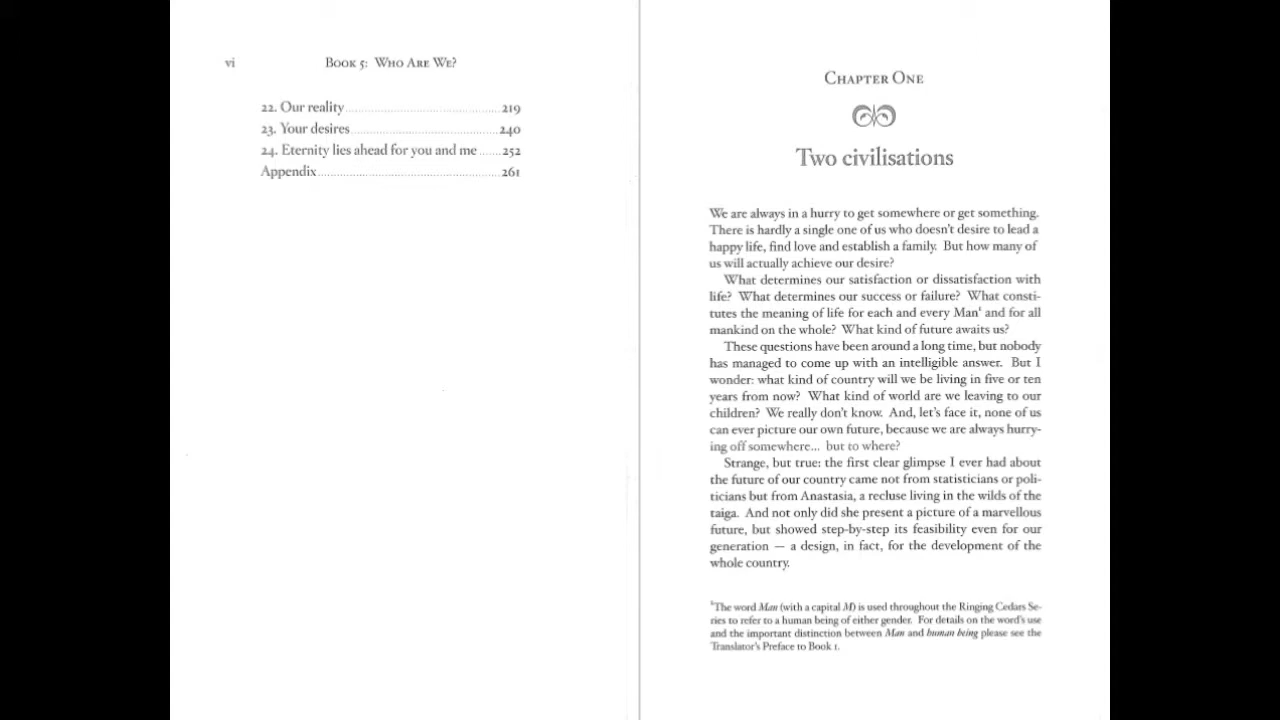 vi
Book 5: Who Are We?
22. Our reality ........................................ 219
23. Your desires ...................................... 240
24. Eternity lies ahead for you and me ...... 252
Appendix ................................................ 261
Chapter One
Two civilisations
We are always in a hurry to get somewhere or get something.
There is hardly a single one of us who doesn't desire to lead a
happy life, find love and establish a family. But how many of
us will actually achieve our desire?
What determines our satisfaction or dissatisfaction with
life? What determines our success or failure? What consti-
tutes the meaning of life for each and every Man¹ and for all
mankind on the whole? What kind of future awaits us?
These questions have been around a long time, but nobody
has managed to come up with an intelligible answer. But I
wonder: what kind of country will we be living in five or ten
years from now? What kind of world are we leaving to our
children? We really don't know. And, let's face it, none of us
can ever picture our own future, because we are always hurry-
ing off somewhere... but to where?
Strange, but true: the first clear glimpse I ever had about
the future of our country came not from statisticians or poli-
ticians but from Anastasia, a recluse living in the wilds of the
taiga. And not only did she present a picture of a marvellous
future, but showed step-by-step its feasibility even for our
generation — a design, in fact, for the development of the
whole country.
¹The word Man (with a capital M) is used throughout the Ringing Cedars Se-
ries to refer to a human being of either gender. For details on the word's use
and the important distinction between Man and human being please see the
Translator's Preface to Book 1.